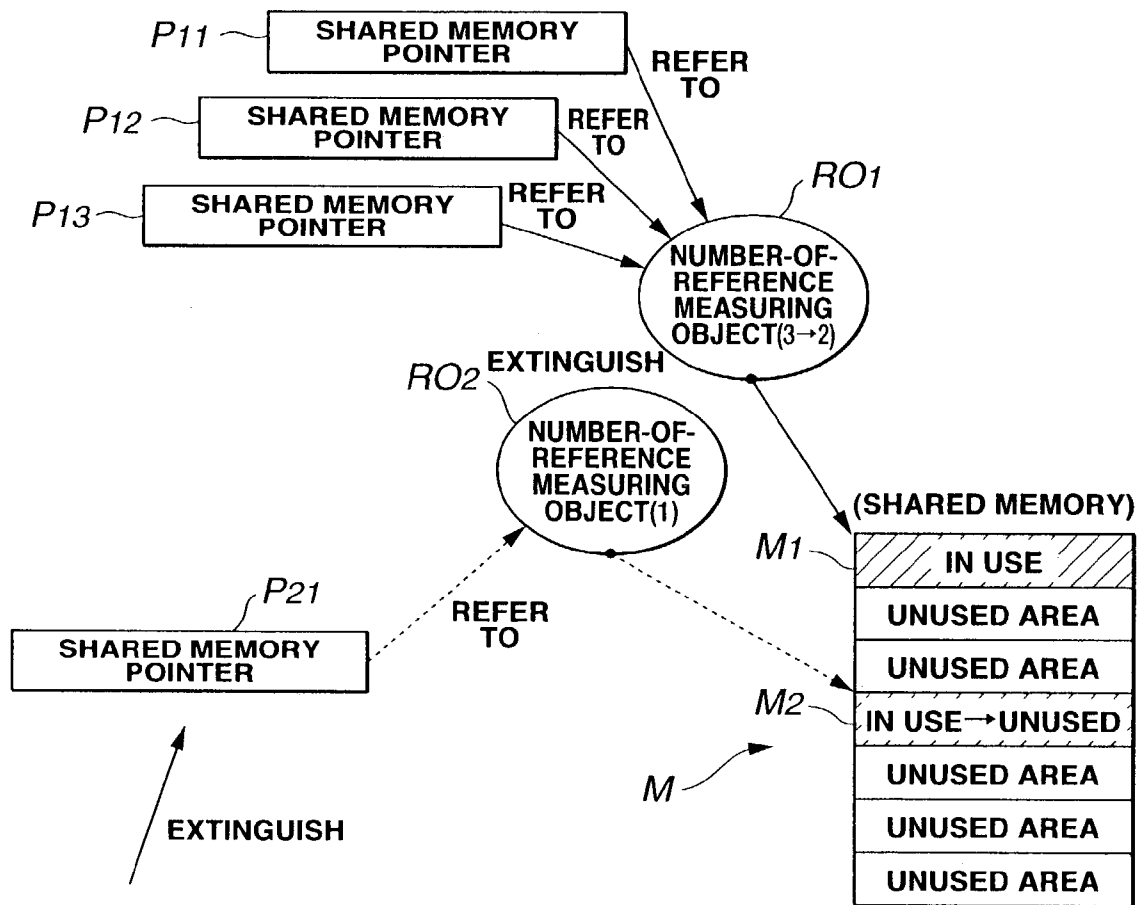 P11
SHARED MEMORY
POINTER
REFER
TO
P12
SHARED MEMORY
POINTER
REFER
TO
P13
SHARED MEMORY
POINTER
REFER
TO
RO1
NUMBER-OF-
REFERENCE
MEASURING
OBJECT(3→2)
EXTINGUISH
RO2
NUMBER-OF-
REFERENCE
MEASURING
OBJECT(1)
P21
SHARED MEMORY
POINTER
REFER
TO
EXTINGUISH
(SHARED MEMORY)
M1
IN USE
UNUSED AREA
UNUSED AREA
M2
IN USE→UNUSED
M
UNUSED AREA
UNUSED AREA
UNUSED AREA